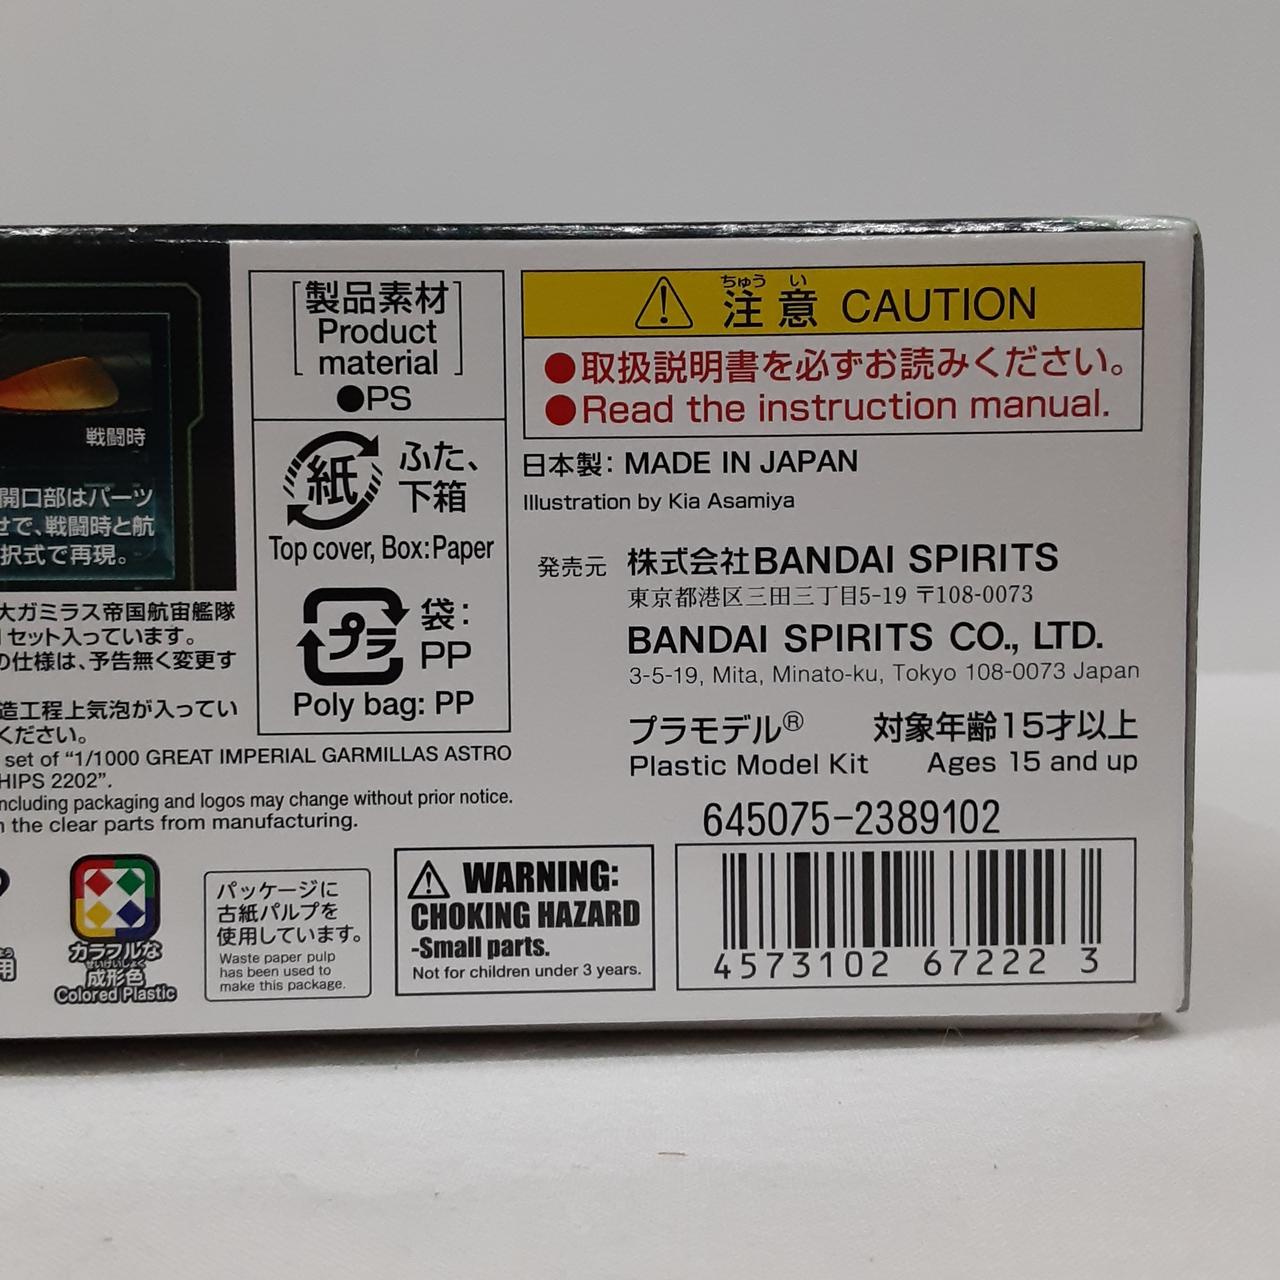 戦闘時
開口部はパーツ
せで、戦闘時と航
択式で再現。
大ガミラス帝国航宙艦隊
セット入っています。
の仕様は、予告無く変更す
造工程上気泡が入ってい
ください。
set of “1/1000 GREAT IMPERIAL GARMILLAS ASTRO
HIPS 2202”.
ncluding packaging and logos may change without prior notice.
the clear parts from manufacturing.
[製品素材
Product
material]
●PS
紙
ふた、
下箱
Top cover, Box:Paper
プラ
袋:
PP
Poly bag: PP
ちゅう い
注意 CAUTION
●取扱説明書を必ずお読みください。
●Read the instruction manual.
日本製: MADE IN JAPAN
Illustration by Kia Asamiya
発売元 株式会社BANDAI SPIRITS
東京都港区三田三丁目5-19 〒108-0073
BANDAI SPIRITS CO., LTD.
3-5-19, Mita, Minato-ku, Tokyo 108-0073 Japan
プラモデル® 対象年齢15才以上
Plastic Model Kit Ages 15 and up
645075-2389102
4573102 67222 3
用
カラフルな
せいけいしょく
成形色
Colored Plastic
パッケージに
古紙パルプを
使用しています。
Waste paper pulp
has been used to
make this package.
WARNING:
CHOKING HAZARD
-Small parts.
Not for children under 3 years.